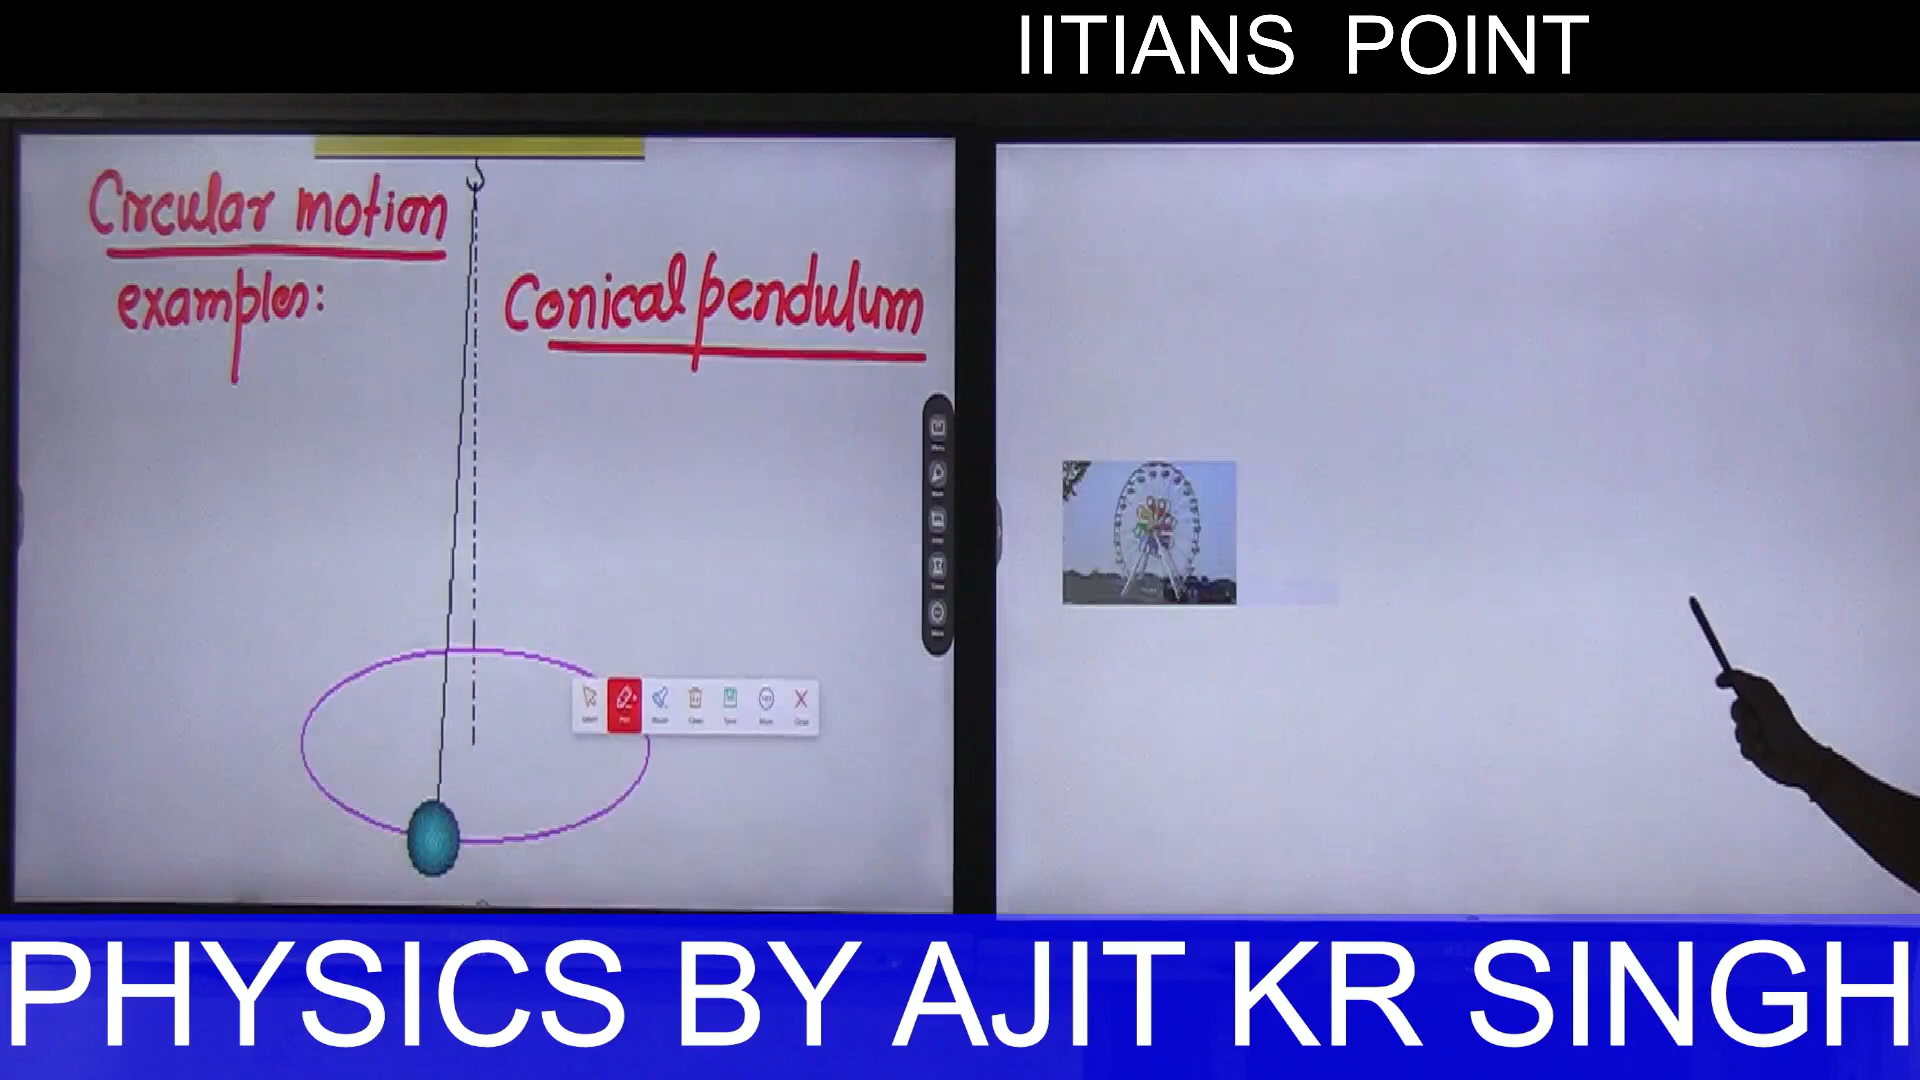 IITIANS POINT
Circular motion
examples:
Conical pendulum
PHYSICS BY AJIT KR SINGH